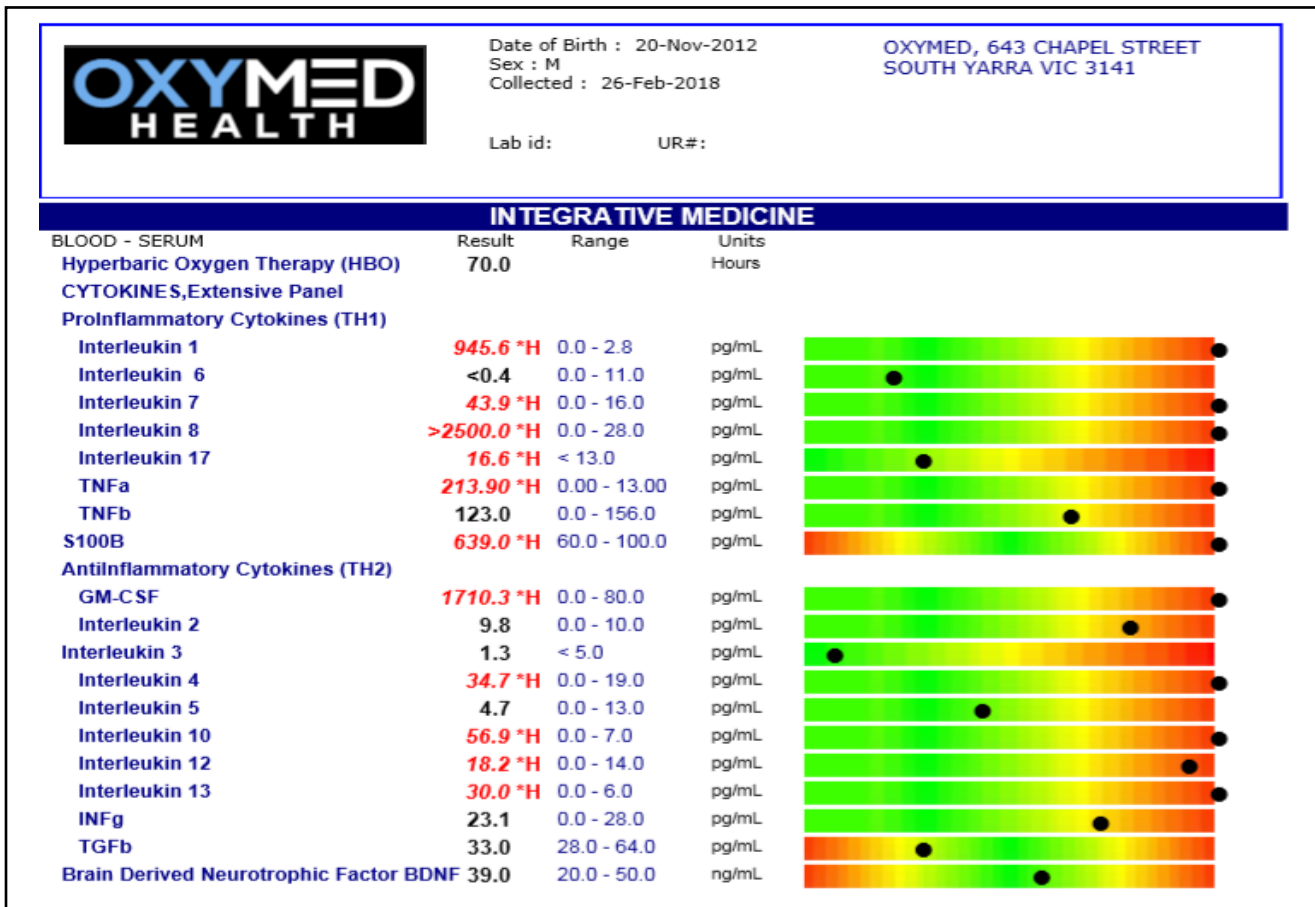 OXYMED
HEALTH
Date of Birth : 20-Nov-2012
Sex : M
Collected : 26-Feb-2018
Lab id: UR#:
OXYMED, 643 CHAPEL STREET
SOUTH YARRA VIC 3141
INTEGRATIVE MEDICINE
BLOOD - SERUM Result Range Units
Hyperbaric Oxygen Therapy (HBO) 70.0 Hours
CYTOKINES,Extensive Panel
ProInflammatory Cytokines (TH1)
Interleukin 1 945.6 *H 0.0 - 2.8 pg/mL
Interleukin 6 <0.4 0.0 - 11.0 pg/mL
Interleukin 7 43.9 *H 0.0 - 16.0 pg/mL
Interleukin 8 >2500.0 *H 0.0 - 28.0 pg/mL
Interleukin 17 16.6 *H < 13.0 pg/mL
TNFa 213.90 *H 0.00 - 13.00 pg/mL
TNFb 123.0 0.0 - 156.0 pg/mL
S100B 639.0 *H 60.0 - 100.0 pg/mL
AntiInflammatory Cytokines (TH2)
GM-CSF 1710.3 *H 0.0 - 80.0 pg/mL
Interleukin 2 9.8 0.0 - 10.0 pg/mL
Interleukin 3 1.3 < 5.0 pg/mL
Interleukin 4 34.7 *H 0.0 - 19.0 pg/mL
Interleukin 5 4.7 0.0 - 13.0 pg/mL
Interleukin 10 56.9 *H 0.0 - 7.0 pg/mL
Interleukin 12 18.2 *H 0.0 - 14.0 pg/mL
Interleukin 13 30.0 *H 0.0 - 6.0 pg/mL
INFg 23.1 0.0 - 28.0 pg/mL
TGFb 33.0 28.0 - 64.0 pg/mL
Brain Derived Neurotrophic Factor BDNF 39.0 20.0 - 50.0 ng/mL